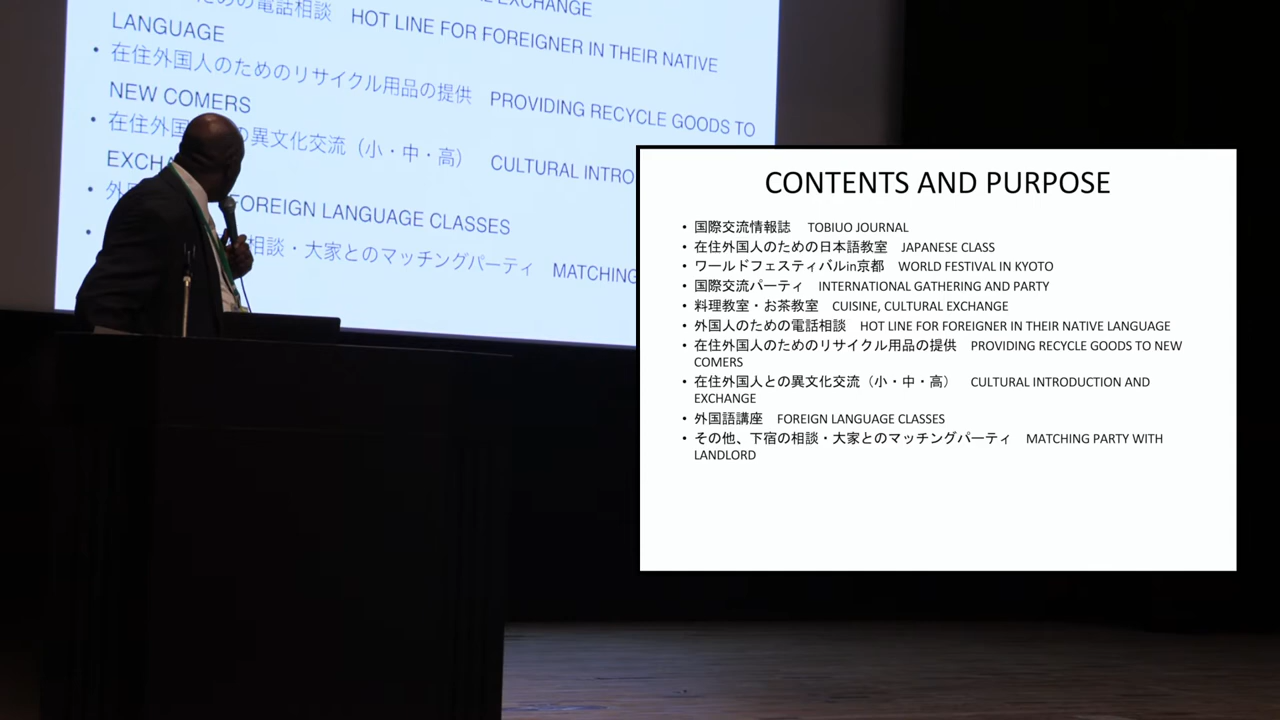 めの電話相談 HOT LINE FOR FOREIGNER IN THEIR NATIVE
EXCHANGE
LANGUAGE
• 在住外国人のためのリサイクル用品の提供 PROVIDING RECYCLE GOODS TO
NEW COMERS
• 在住外国 の異文化交流（小・中・高） CULTURAL INTRO
EXCHA
• 外 FOREIGN LANGUAGE CLASSES
• 相談・大家とのマッチングパーティ MATCHING
CONTENTS AND PURPOSE
• 国際交流情報誌 TOBIUO JOURNAL
• 在住外国人のための日本語教室 JAPANESE CLASS
• ワールドフェスティバルin京都 WORLD FESTIVAL IN KYOTO
• 国際交流パーティ INTERNATIONAL GATHERING AND PARTY
• 料理教室・お茶教室 CUISINE, CULTURAL EXCHANGE
• 外国人のための電話相談 HOT LINE FOR FOREIGNER IN THEIR NATIVE LANGUAGE
• 在住外国人のためのリサイクル用品の提供 PROVIDING RECYCLE GOODS TO NEW
COMERS
• 在住外国人との異文化交流（小・中・高） CULTURAL INTRODUCTION AND
EXCHANGE
• 外国語講座 FOREIGN LANGUAGE CLASSES
• その他、下宿の相談・大家とのマッチングパーティ MATCHING PARTY WITH
LANDLORD